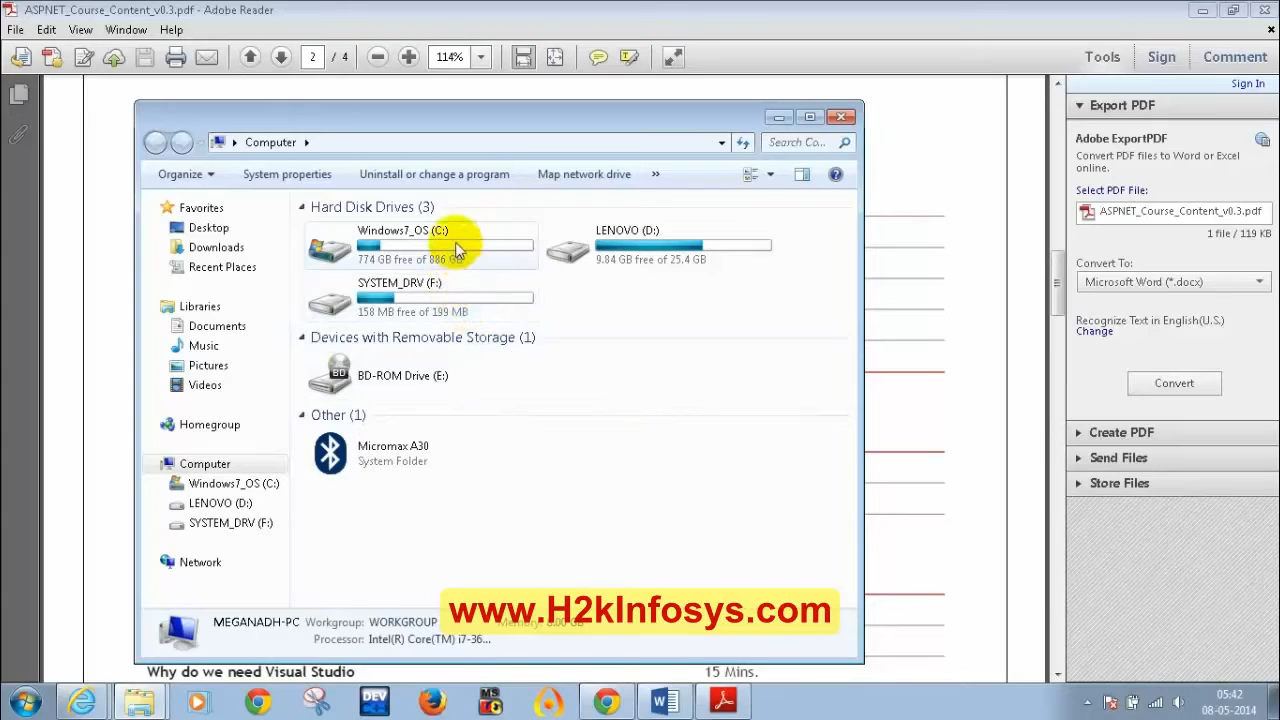 ASPNET_Course_Content_v0.3.pdf - Adobe Reader
File Edit View Window Help
2 / 4 114% Tools Sign Comment
Sign In
Export PDF
Adobe ExportPDF
Convert PDF files to Word or Excel
online.
Select PDF File:
ASPNET_Course_Content_v0.3.pdf
1 file / 119 KB
Convert To:
Microsoft Word (*.docx)
Recognize Text in English(U.S.)
Change
Convert
Create PDF
Send Files
Store Files
Computer
Search Co...
Organize System properties Uninstall or change a program Map network drive »
Favorites
Desktop
Downloads
Recent Places
Libraries
Documents
Music
Pictures
Videos
Homegroup
Computer
Windows7_OS (C:)
LENOVO (D:)
SYSTEM_DRV (F:)
Network
Hard Disk Drives (3)
Windows7_OS (C:)
774 GB free of 886 GB
LENOVO (D:)
9.84 GB free of 25.4 GB
SYSTEM_DRV (F:)
158 MB free of 199 MB
Devices with Removable Storage (1)
BD
BD-ROM Drive (E:)
Other (1)
Micromax A30
System Folder
www.H2kInfosys.com
MEGANADH-PC Workgroup: WORKGROUP Memory: 8.00 GB
Processor: Intel(R) Core(TM) i7-36...
Why do we need Visual Studio 15 Mins.
DEV
MS
05:42
08-05-2014